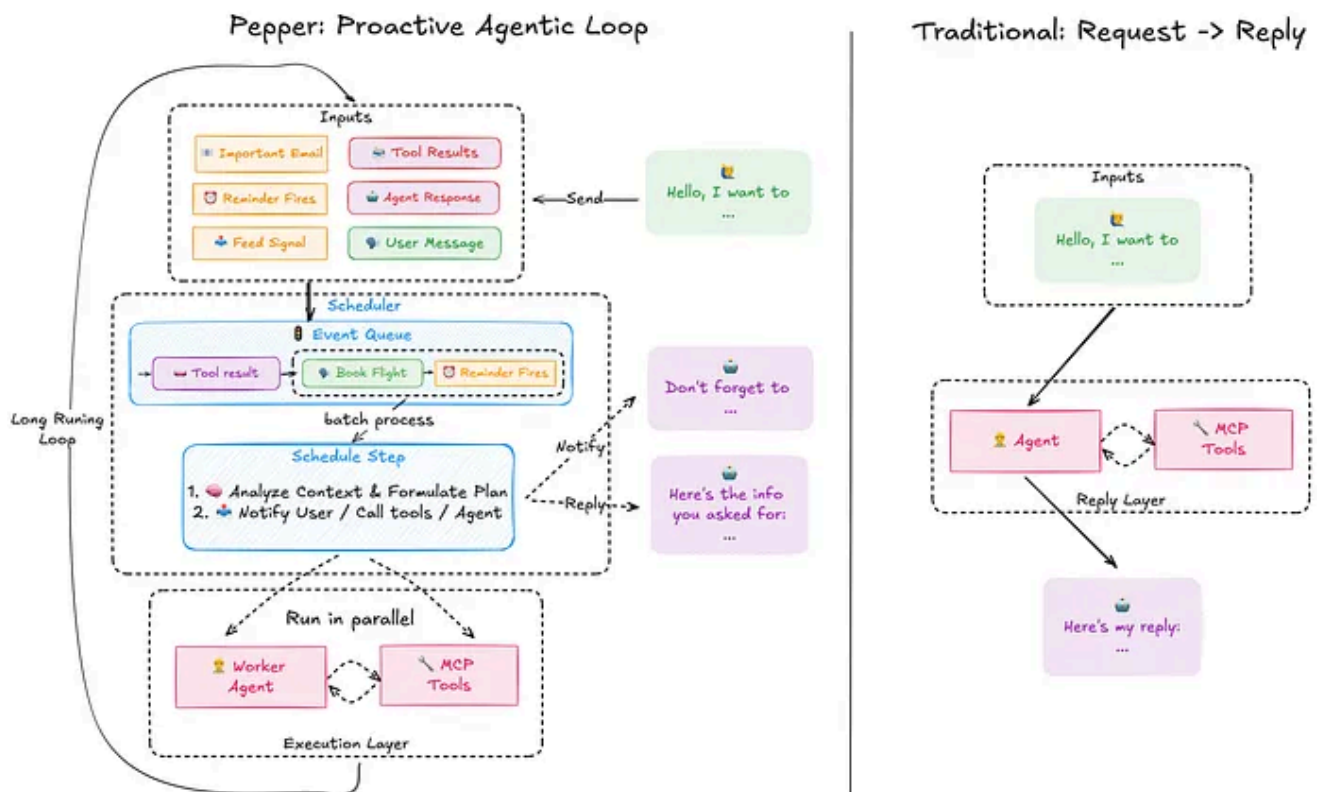 Pepper: Proactive Agentic Loop
Inputs
Important Email
Tool Results
Reminder Fires
Agent Response
Feed Signal
User Message
Send
Hello, I want to
...
Scheduler
Event Queue
Tool result
Book Flight
Reminder Fires
batch process
Long Runing
Loop
Schedule Step
1. Analyze Context & Formulate Plan
2. Notify User / Call tools / Agent
Notify
Don't forget to
...
Reply
Here's the info
you asked for:
...
Run in parallel
Worker
Agent
MCP
Tools
Execution Layer
Traditional: Request -> Reply
Inputs
Hello, I want to
...
Agent
MCP
Tools
Reply Layer
Here's my reply:
...